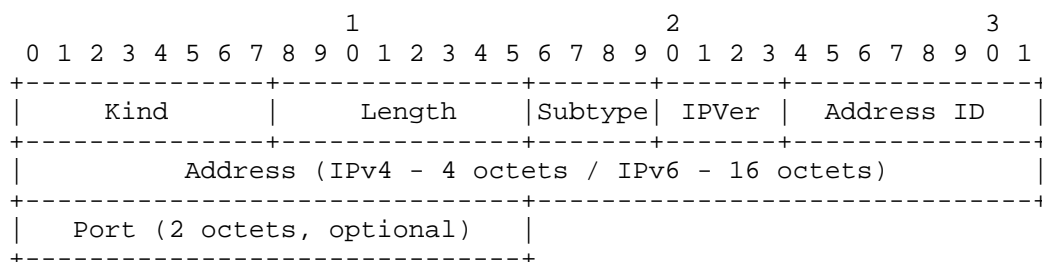 1                   2                   3
 0 1 2 3 4 5 6 7 8 9 0 1 2 3 4 5 6 7 8 9 0 1 2 3 4 5 6 7 8 9 0 1
+---------------+---------------+-------+-------+---------------+
|     Kind      |     Length    |Subtype| IPVer |  Address ID   |
+---------------+---------------+-------+-------+---------------+
|          Address (IPv4 - 4 octets / IPv6 - 16 octets)         |
+-------------------------------+-------------------------------+
|   Port (2 octets, optional)   |
+-------------------------------+